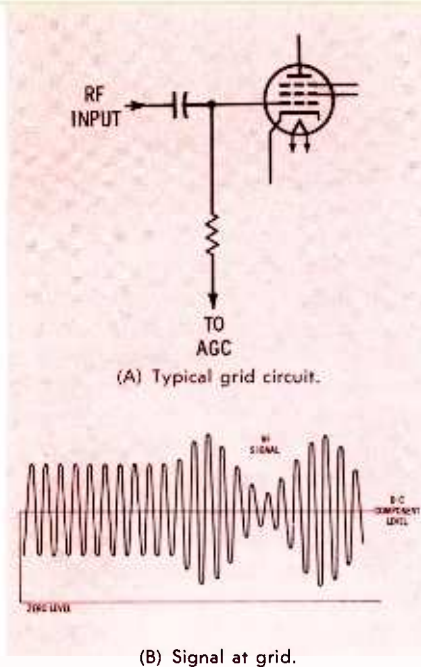 RF
INPUT
TO
AGC
(A) Typical grid circuit.
RF
SIGNAL
D C
COMPONENT
LEVEL
ZERO LEVEL
(B) Signal at grid.